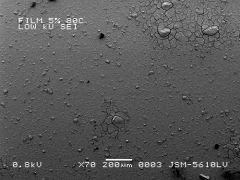 FILM 5% 80C
LOW kV SEI
0.8kV X70 200µm 0003 JSM-5610LV